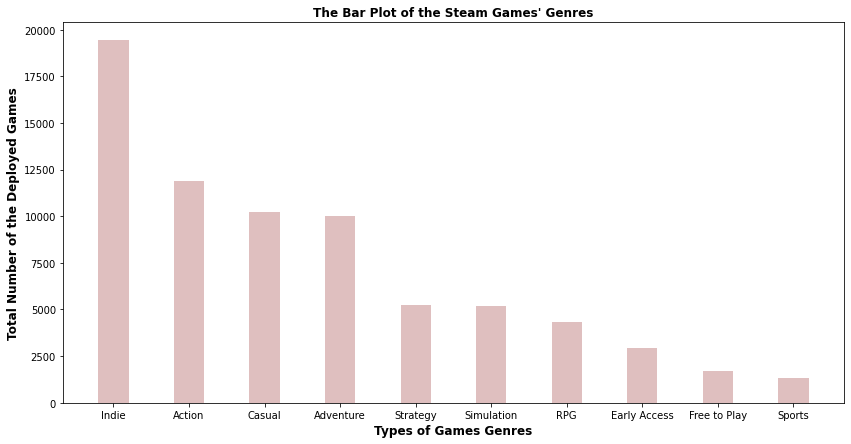 The Bar Plot of the Steam Games' Genres
Total Number of the Deployed Games
20000
17500
15000
12500
10000
7500
5000
2500
0
Indie Action Casual Adventure Strategy Simulation RPG Early Access Free to Play Sports
Types of Games Genres